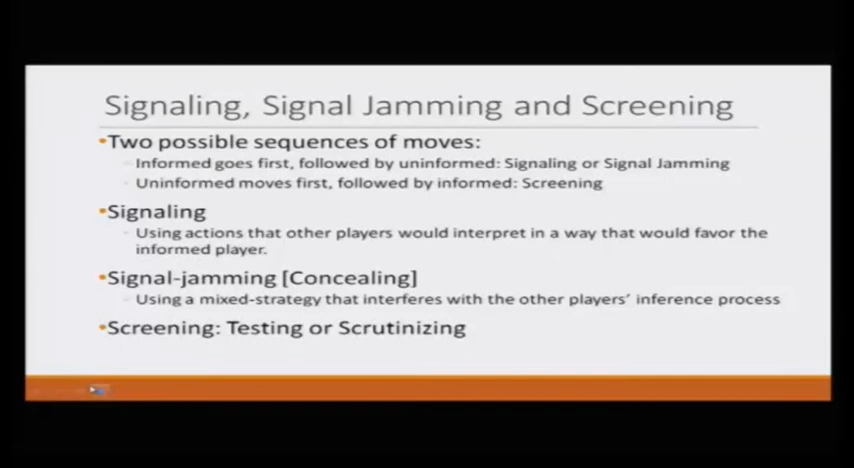 Signaling, Signal Jamming and Screening
•Two possible sequences of moves:
Informed goes first, followed by uninformed: Signaling or Signal Jamming
Uninformed moves first, followed by informed: Screening
•Signaling
Using actions that other players would interpret in a way that would favor the
informed player.
•Signal-jamming [Concealing]
Using a mixed-strategy that interferes with the other players' inference process
•Screening: Testing or Scrutinizing